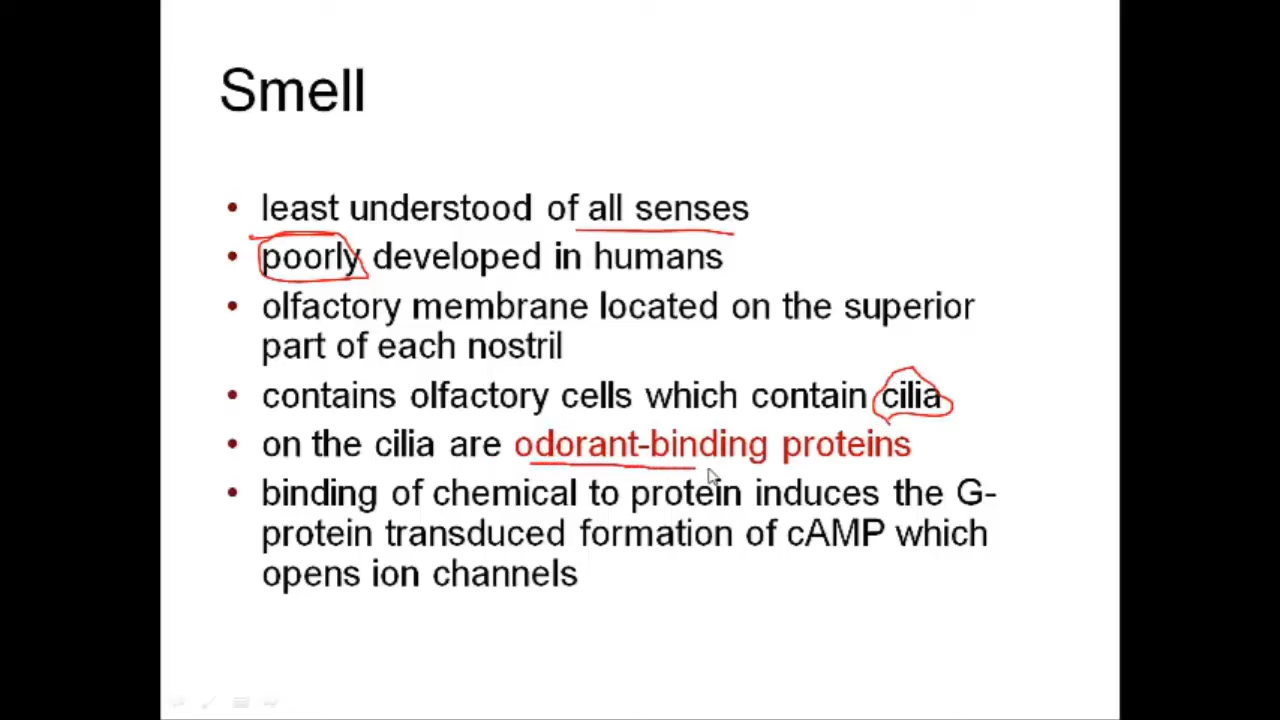 Smell
• least understood of all senses
• poorly developed in humans
• olfactory membrane located on the superior
part of each nostril
• contains olfactory cells which contain cilia
• on the cilia are odorant-binding proteins
• binding of chemical to protein induces the G-
protein transduced formation of cAMP which
opens ion channels